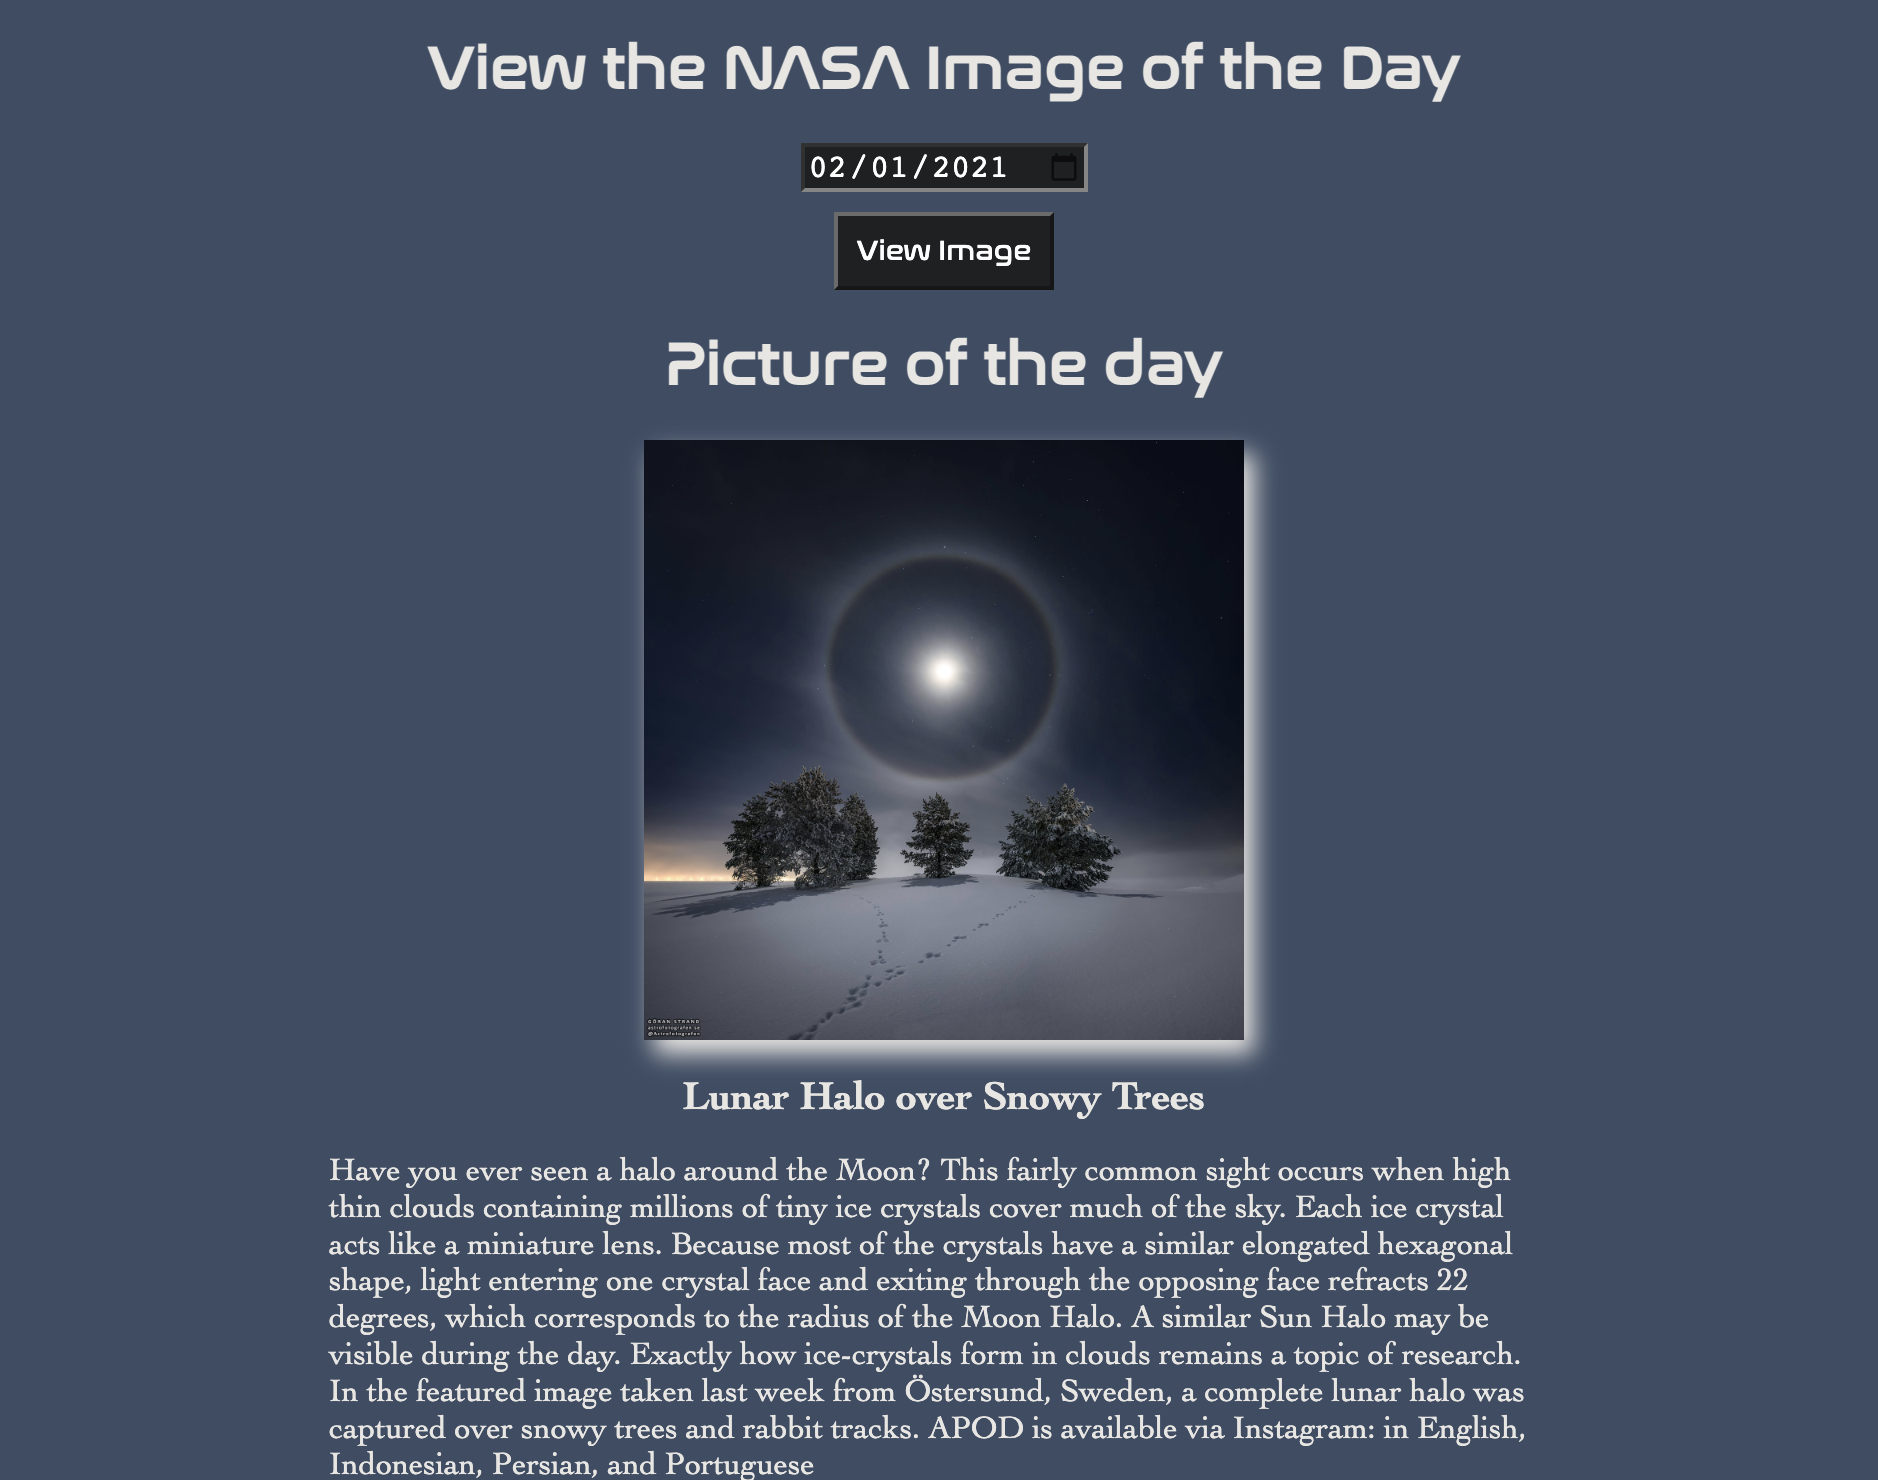 View the NASA Image of the Day
02/01/2021
View Image
Picture of the day
GÖRAN STRAND
astrofotografen.se
@Astrofotografen
Lunar Halo over Snowy Trees
Have you ever seen a halo around the Moon? This fairly common sight occurs when high
thin clouds containing millions of tiny ice crystals cover much of the sky. Each ice crystal
acts like a miniature lens. Because most of the crystals have a similar elongated hexagonal
shape, light entering one crystal face and exiting through the opposing face refracts 22
degrees, which corresponds to the radius of the Moon Halo. A similar Sun Halo may be
visible during the day. Exactly how ice-crystals form in clouds remains a topic of research.
In the featured image taken last week from Östersund, Sweden, a complete lunar halo was
captured over snowy trees and rabbit tracks. APOD is available via Instagram: in English,
Indonesian, Persian, and Portuguese